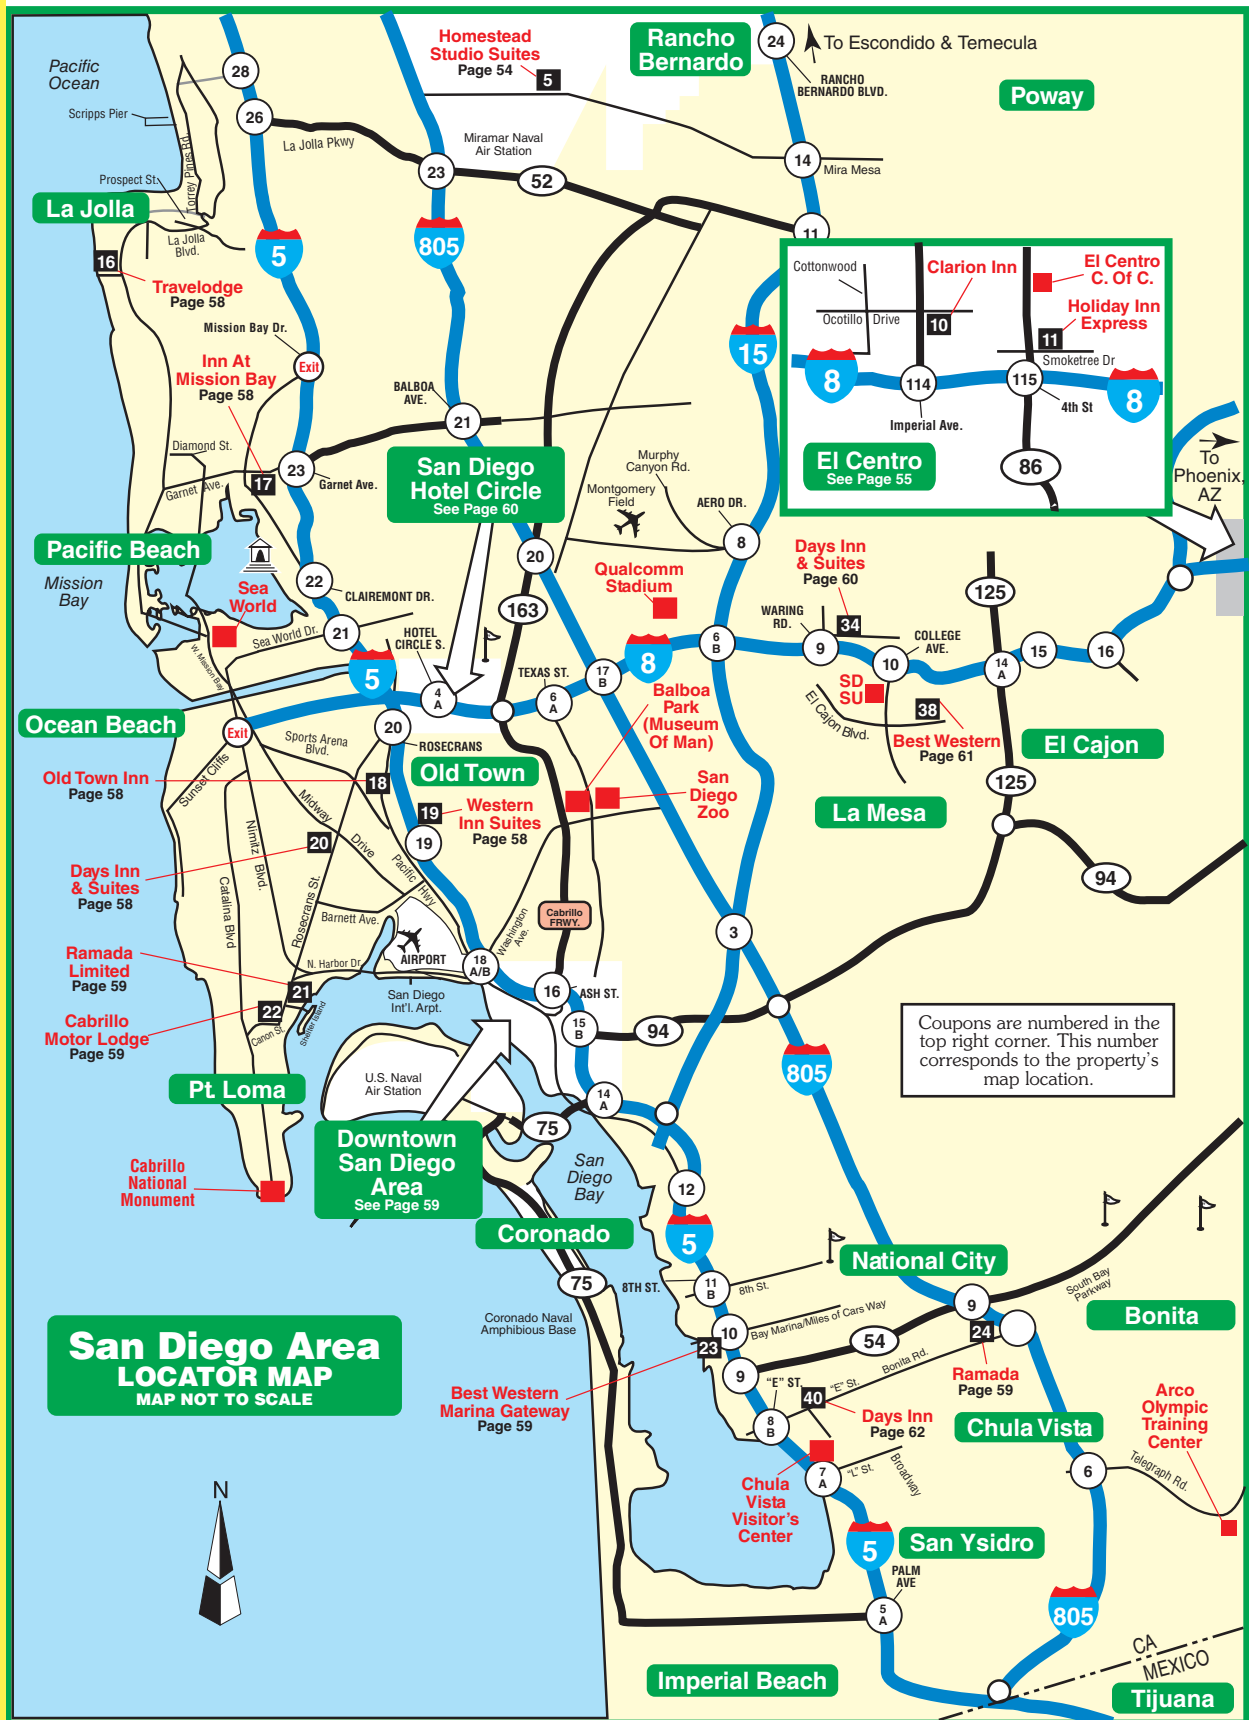 Pacific
Ocean
Scripps Pier
Prospect St.
Torrey Pines Rd.
28
26
La Jolla Pkwy
23
52
La Jolla
La Jolla
Blvd.
5
805
16
Travelodge
Page 58
Homestead
Studio Suites
Page 54
5
Miramar Naval
Air Station
Rancho
Bernardo
24
To Escondido & Temecula
RANCHO
BERNARDO BLVD.
Poway
14
Mira Mesa
11
15
Cottonwood
Ocotillo Drive
Clarion Inn
10
El Centro
C. Of C.
Holiday Inn
Express
11
Smoketree Dr
8
114
115
8
Imperial Ave.
4th St
86
El Centro
See Page 55
To
Phoenix,
AZ
Mission Bay Dr.
Exit
Inn At
Mission Bay
Page 58
BALBOA
AVE.
21
Diamond St.
Garnet Ave.
17
23
Garnet Ave.
San Diego
Hotel Circle
See Page 60
Murphy
Canyon Rd.
Montgomery
Field
AERO DR.
8
20
163
Pacific Beach
Mission
Bay
Sea
World
22
CLAIREMONT DR.
21
Sea World Dr.
W. Mission Bay
5
HOTEL
CIRCLE S.
4
A
TEXAS ST.
6
A
17
B
8
Qualcomm
Stadium
6
B
Days Inn
& Suites
Page 60
WARING
RD.
34
9
10
COLLEGE
AVE.
125
14
A
15
16
SD
SU
El Cajon Blvd.
38
Best Western
Page 61
El Cajon
125
La Mesa
94
Ocean Beach
Exit
Sports Arena
Blvd.
20
ROSECRANS
Old Town
Sunset Cliffs
Old Town Inn
Page 58
18
19
Western
Inn Suites
Page 58
19
Balboa
Park
(Museum
Of Man)
San
Diego
Zoo
Midway
Drive
20
Nimitz Blvd.
Catalina Blvd
Rosecrans St.
Pacific
Hwy
Days Inn
& Suites
Page 58
Barnett Ave.
Washington
Ave.
Cabrillo
FRWY.
3
N. Harbor Dr.
AIRPORT
18
A/B
San Diego
Int'l. Arpt.
16
ASH ST.
15
B
94
Ramada
Limited
Page 59
21
22
Cabrillo
Motor Lodge
Page 59
Canon St.
Shelter Island
Pt. Loma
U.S. Naval
Air Station
14
A
805
Coupons are numbered in the
top right corner. This number
corresponds to the property's
map location.
Downtown
San Diego
Area
See Page 59
75
San
Diego
Bay
12
Cabrillo
National
Monument
Coronado
75
5
8TH ST.
11
B
8th St.
National City
South Bay
Parkway
Bonita
Coronado Naval
Amphibious Base
10
Bay Marina/Miles of Cars Way
23
9
54
9
24
Bonita Rd.
"E" St.
"E" ST.
40
8
B
Ramada
Page 59
Best Western
Marina Gateway
Page 59
Days Inn
Page 62
Chula Vista
Arco
Olympic
Training
Center
6
Telegraph Rd.
7
A
"L" St.
Broadway
Chula
Vista
Visitor's
Center
San Diego Area
LOCATOR MAP
MAP NOT TO SCALE
N
5
San Ysidro
PALM
AVE
5
A
805
CA
MEXICO
Imperial Beach
Tijuana